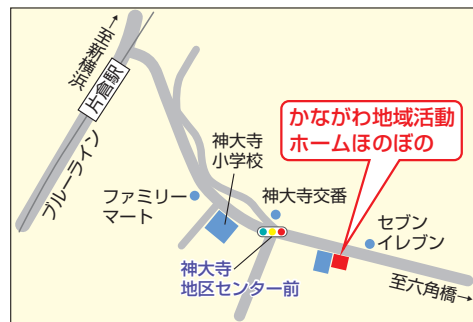 ←至新横浜
片倉駅
ブルーライン
かながわ地域活動
ホームほのぼの
神大寺
小学校
ファミリー
マート
神大寺交番
セブン
イレブン
神大寺
地区センター前
至六角橋→